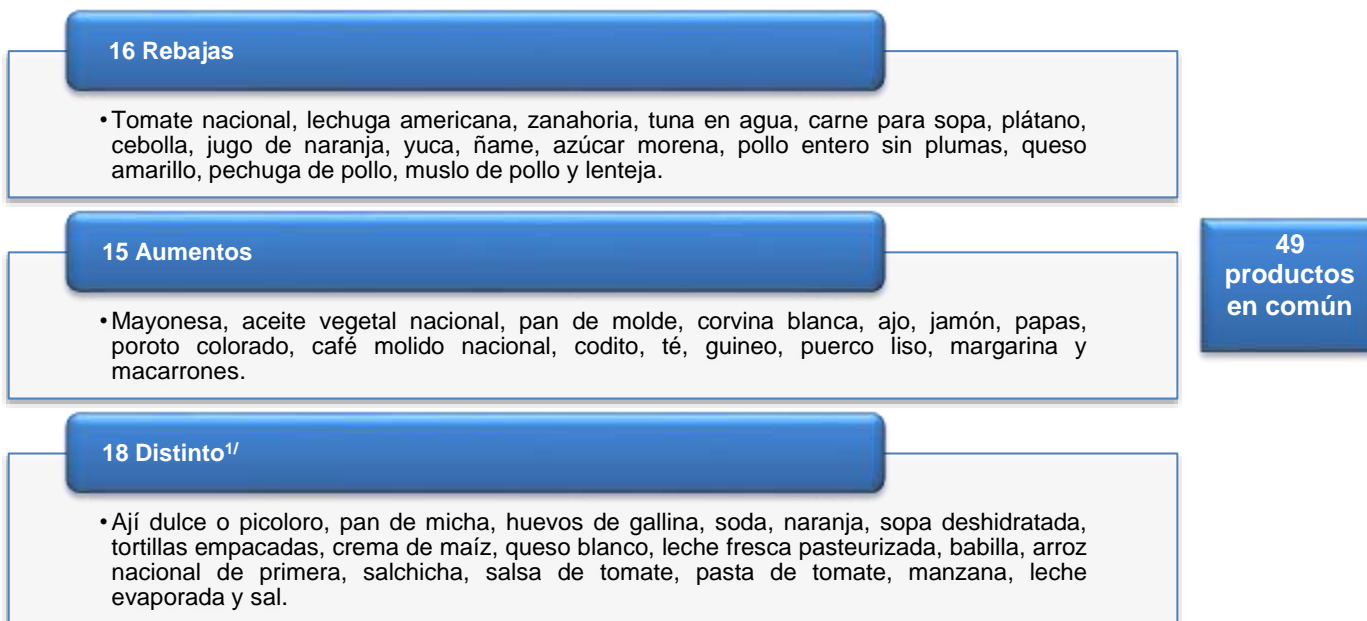 16 Rebajas
•Tomate nacional, lechuga americana, zanahoria, tuna en agua, carne para sopa, plátano,
cebolla, jugo de naranja, yuca, ñame, azúcar morena, pollo entero sin plumas, queso
amarillo, pechuga de pollo, muslo de pollo y lenteja.
15 Aumentos
•Mayonesa, aceite vegetal nacional, pan de molde, corvina blanca, ajo, jamón, papas,
poroto colorado, café molido nacional, codito, té, guineo, puerco liso, margarina y
macarrones.
49
productos
en común
18 Distinto1/
•Ají dulce o picoloro, pan de micha, huevos de gallina, soda, naranja, sopa deshidratada,
tortillas empacadas, crema de maíz, queso blanco, leche fresca pasteurizada, babilla, arroz
nacional de primera, salchicha, salsa de tomate, pasta de tomate, manzana, leche
evaporada y sal.